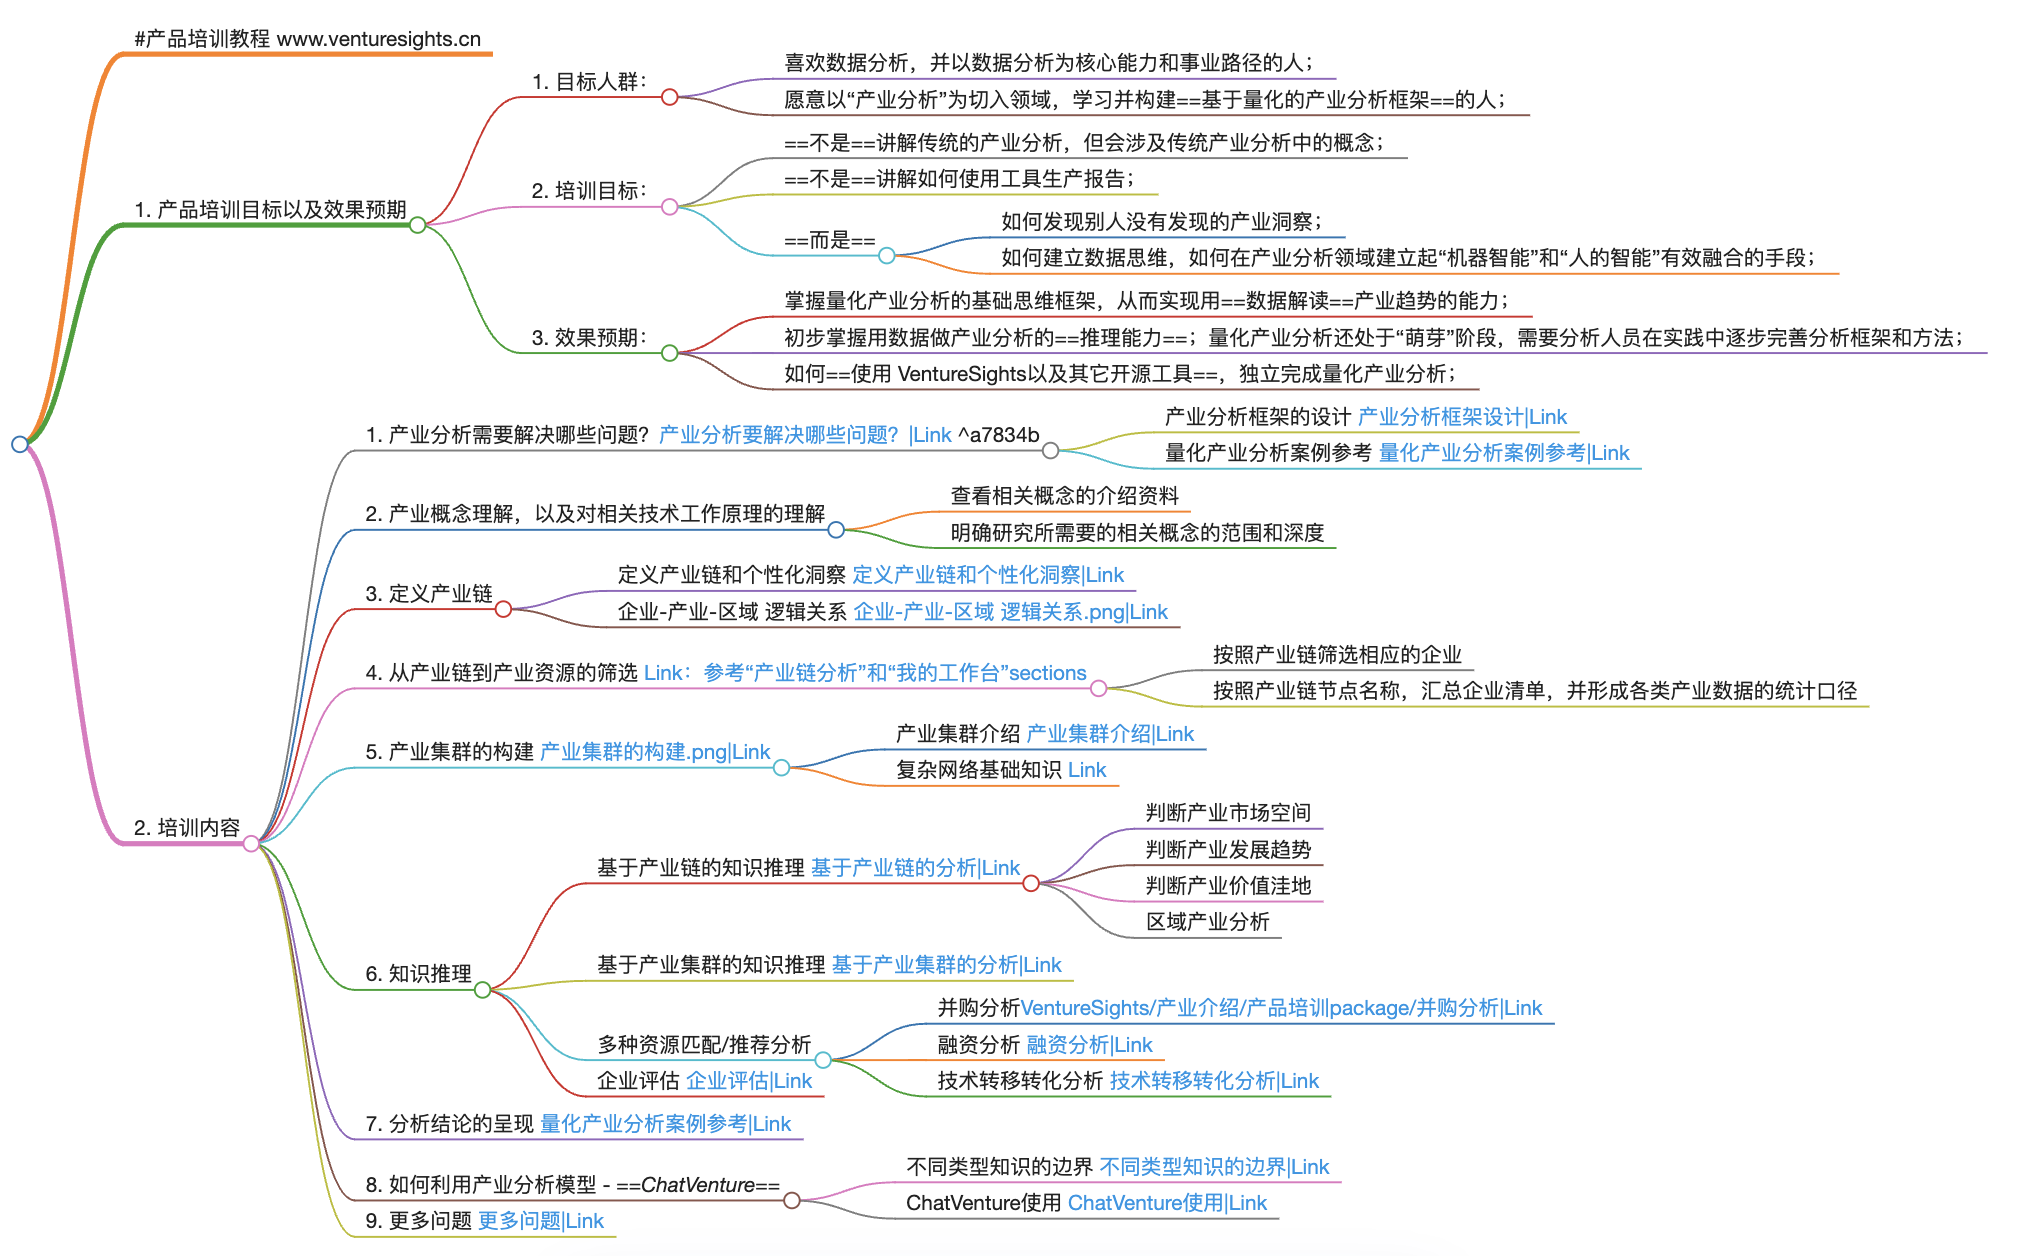 #产品培训教程 www.venturesights.cn
1. 产品培训目标以及效果预期
1. 目标人群：
喜欢数据分析，并以数据分析为核心能力和事业路径的人；
愿意以“产业分析”为切入领域，学习并构建==基于量化的产业分析框架==的人；
2. 培训目标：
==不是==讲解传统的产业分析，但会涉及传统产业分析中的概念；
==不是==讲解如何使用工具生产报告；
==而是==
如何发现别人没有发现的产业洞察；
如何建立数据思维，如何在产业分析领域建立起“机器智能”和“人的智能”有效融合的手段；
3. 效果预期：
掌握量化产业分析的基础思维框架，从而实现用==数据解读==产业趋势的能力；
初步掌握用数据做产业分析的==推理能力==；量化产业分析还处于“萌芽”阶段，需要分析人员在实践中逐步完善分析框架和方法；
如何==使用 VentureSights以及其它开源工具==，独立完成量化产业分析；
2. 培训内容
1. 产业分析需要解决哪些问题？产业分析要解决哪些问题？|Link ^a7834b
产业分析框架的设计 产业分析框架设计|Link
量化产业分析案例参考 量化产业分析案例参考|Link
2. 产业概念理解，以及对相关技术工作原理的理解
查看相关概念的介绍资料
明确研究所需要的相关概念的范围和深度
3. 定义产业链
定义产业链和个性化洞察 定义产业链和个性化洞察|Link
企业-产业-区域 逻辑关系 企业-产业-区域 逻辑关系.png|Link
4. 从产业链到产业资源的筛选 Link：参考“产业链分析”和“我的工作台”sections
按照产业链筛选相应的企业
按照产业链节点名称，汇总企业清单，并形成各类产业数据的统计口径
5. 产业集群的构建 产业集群的构建.png|Link
产业集群介绍 产业集群介绍|Link
复杂网络基础知识 Link
6. 知识推理
基于产业链的知识推理 基于产业链的分析|Link
判断产业市场空间
判断产业发展趋势
判断产业价值洼地
区域产业分析
基于产业集群的知识推理 基于产业集群的分析|Link
多种资源匹配/推荐分析
并购分析VentureSights/产业介绍/产品培训package/并购分析|Link
融资分析 融资分析|Link
技术转移转化分析 技术转移转化分析|Link
企业评估 企业评估|Link
7. 分析结论的呈现 量化产业分析案例参考|Link
8. 如何利用产业分析模型 - ==ChatVenture==
不同类型知识的边界 不同类型知识的边界|Link
ChatVenture使用 ChatVenture使用|Link
9. 更多问题 更多问题|Link